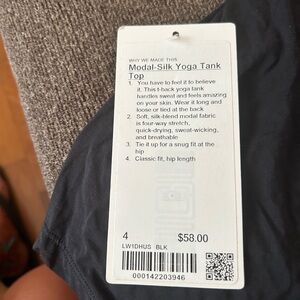 WHY WE MADE THIS
Modal-Silk Yoga Tank
Top
1. You have to feel it to believe
it. This t-back yoga tank
handles sweat and feels amazing
on your skin. Wear it long and
loose or tied at the back
2. Soft, silk-blend modal fabric
is four-way stretch,
quick-drying, sweat-wicking, and
breathable
3. Tie it up for a snug fit at the
hip
4. Classic fit, hip length
4 $58.00
LW1DHUS BLK
000142203946